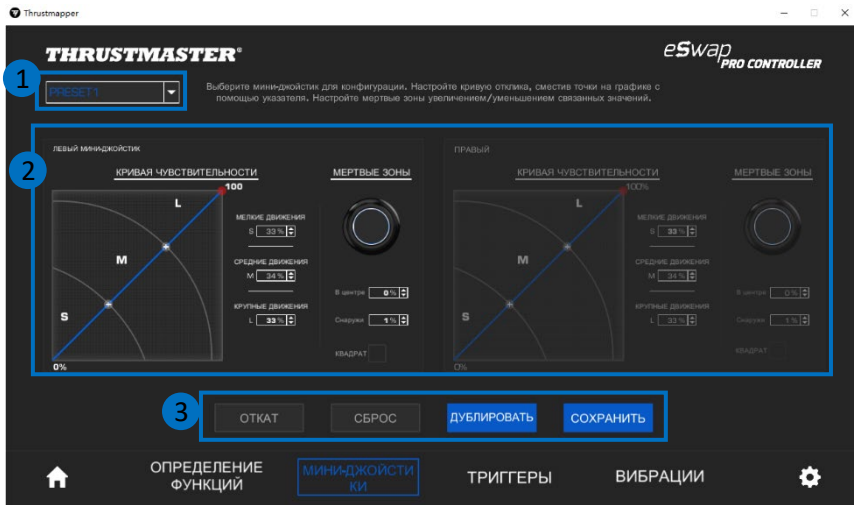 Thrustmapper
THRUSTMASTER®
eSwap
PRO CONTROLLER
1
PRESET1
Выберите мини-джойстик для конфигурации. Настройте кривую отклика, сместив точки на графике с
помощью указателя. Настройте мертвые зоны увеличением/уменьшением связанных значений.
2
ЛЕВЫЙ МИНИ-ДЖОЙСТИК
КРИВАЯ ЧУВСТВИТЕЛЬНОСТИ
МЕРТВЫЕ ЗОНЫ
100
L
M
S
0%
МЕЛКИЕ ДВИЖЕНИЯ
S 33%
СРЕДНИЕ ДВИЖЕНИЯ
M 34%
КРУПНЫЕ ДВИЖЕНИЯ
L 33%
В центре 0%
Снаружи 1%
КВАДРАТ
ПРАВЫЙ
КРИВАЯ ЧУВСТВИТЕЛЬНОСТИ
МЕРТВЫЕ ЗОНЫ
100%
L
M
S
0%
МЕЛКИЕ ДВИЖЕНИЯ
S 33%
СРЕДНИЕ ДВИЖЕНИЯ
M 34%
КРУПНЫЕ ДВИЖЕНИЯ
L 33%
В центре 0%
Снаружи 1%
КВАДРАТ
3
ОТКАТ
СБРОС
ДУБЛИРОВАТЬ
СОХРАНИТЬ
ОПРЕДЕЛЕНИЕ
ФУНКЦИЙ
МИНИ-ДЖОЙСТИ
КИ
ТРИГГЕРЫ
ВИБРАЦИИ